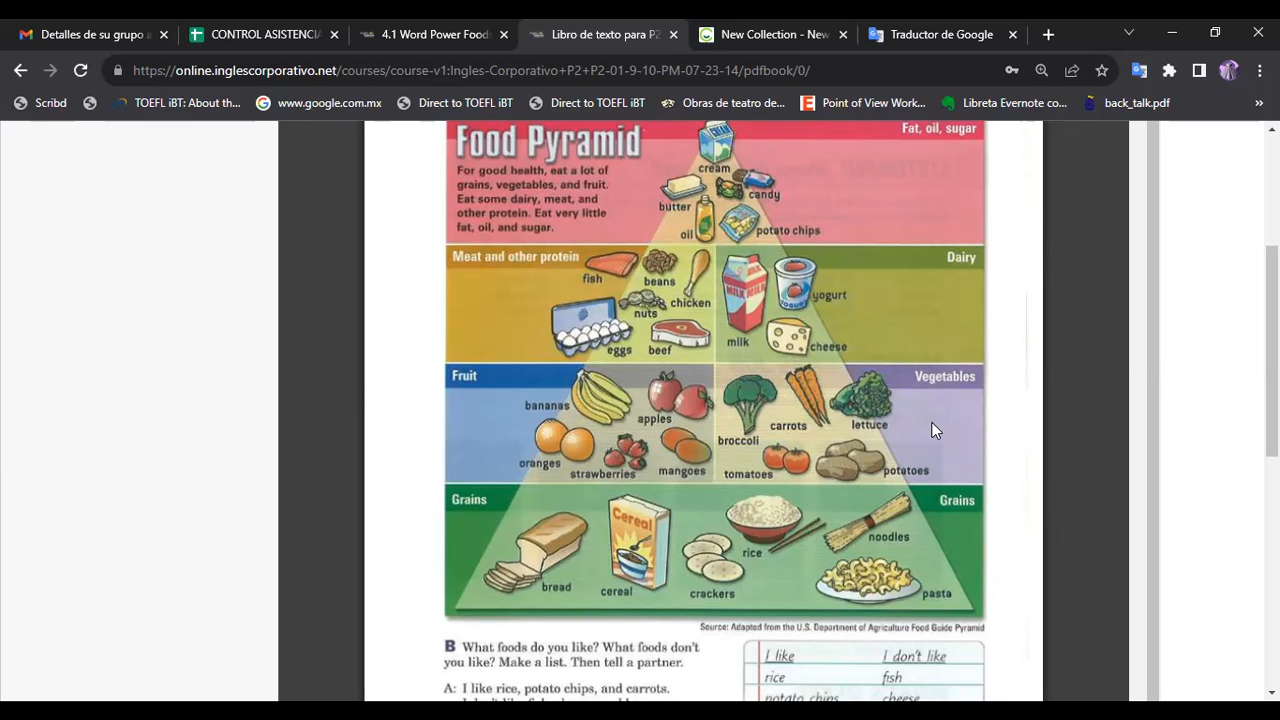 Detalles de su grupo a
CONTROL ASISTENCIA
4.1 Word Power Foods
Libro de texto para P2
New Collection - New
Traductor de Google
https://online.inglescorporativo.net/courses/course-v1:Ingles-Corporativo+P2+P2-01-9-10-PM-07-23-14/pdfbook/0/
Scribd
TOEFL iBT: About th...
www.google.com.mx
Direct to TOEFL iBT
Direct to TOEFL iBT
Obras de teatro de...
Point of View Work...
Libreta Evernote co...
back_talk.pdf
Food Pyramid
Fat, oil, sugar
For good health, eat a lot of
grains, vegetables, and fruit.
Eat some dairy, meat, and
other protein. Eat very little
fat, oil, and sugar.
CREAM
cream
candy
butter
oil
potato chips
Meat and other protein
Dairy
fish
beans
chicken
nuts
eggs
beef
MILK
milk
YOGURT
yogurt
cheese
Fruit
Vegetables
bananas
apples
oranges
strawberries
mangoes
broccoli
carrots
lettuce
tomatoes
potatoes
Grains
Grains
bread
Cereal
cereal
crackers
rice
noodles
pasta
Source: Adapted from the U.S. Department of Agriculture Food Guide Pyramid
B What foods do you like? What foods don't
you like? Make a list. Then tell a partner.
A: I like rice, potato chips, and carrots.
I like
I don't like
rice
fish
potato chips
cheese